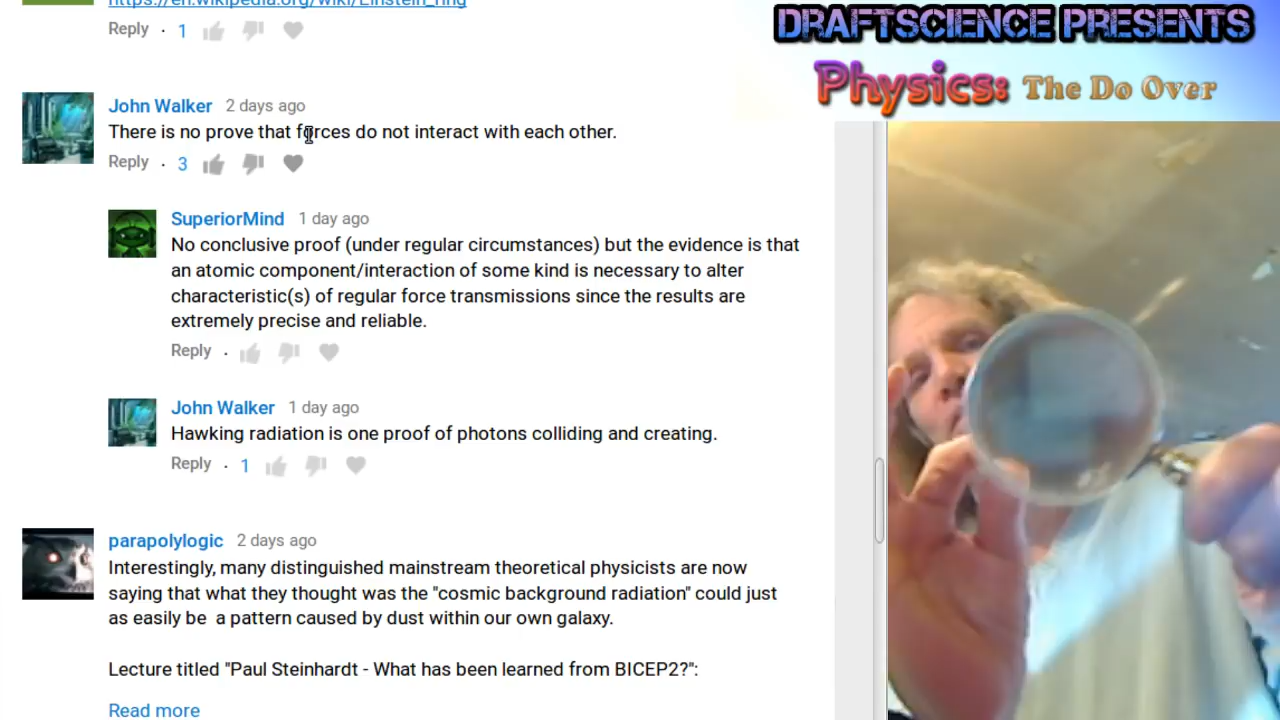 https://en.wikipedia.org/wiki/Einstein_ring
Reply · 1
DRAFTSCIENCE PRESENTS
Physics: The Do Over
John Walker 2 days ago
There is no prove that forces do not interact with each other.
Reply · 3
SuperiorMind 1 day ago
No conclusive proof (under regular circumstances) but the evidence is that
an atomic component/interaction of some kind is necessary to alter
characteristic(s) of regular force transmissions since the results are
extremely precise and reliable.
Reply ·
John Walker 1 day ago
Hawking radiation is one proof of photons colliding and creating.
Reply · 1
parapolylogic 2 days ago
Interestingly, many distinguished mainstream theoretical physicists are now
saying that what they thought was the "cosmic background radiation" could just
as easily be  a pattern caused by dust within our own galaxy.
Lecture titled "Paul Steinhardt - What has been learned from BICEP2?":
Read more